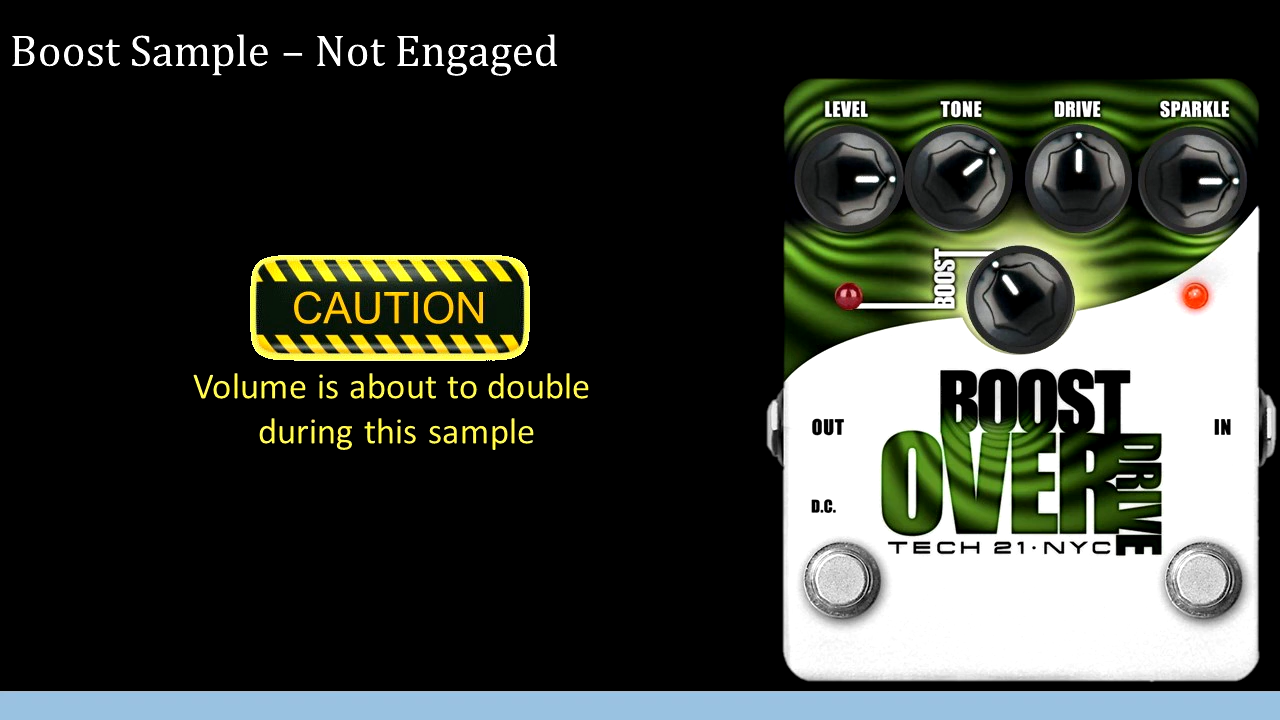 Boost Sample – Not Engaged
LEVEL TONE DRIVE SPARKLE
BOOST
CAUTION
Volume is about to double
during this sample
BOOST
OVER
DRIVE
OUT
IN
D.C.
TECH 21·NYC